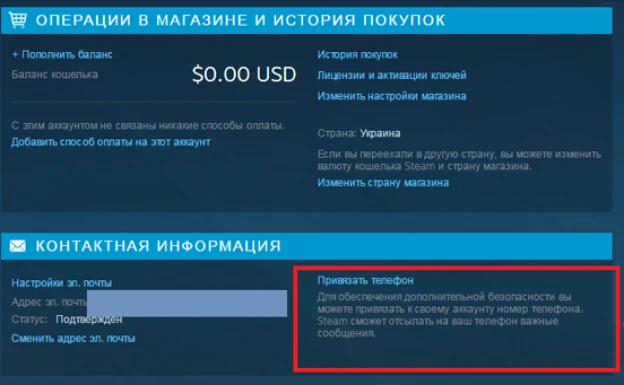 ОПЕРАЦИИ В МАГАЗИНЕ И ИСТОРИЯ ПОКУПОК
+ Пополнить баланс
Баланс кошелька $0.00 USD
С этим аккаунтом не связаны никакие способы оплаты.
Добавить способ оплаты на этот аккаунт
История покупок
Лицензии и активации ключей
Изменить настройки магазина
Страна: Украина
Если вы переехали в другую страну, вы можете изменить
валюту кошелька Steam и страну магазина.
Изменить страну магазина
КОНТАКТНАЯ ИНФОРМАЦИЯ
Настройки эл. почты
Адрес эл. почты
Статус: Подтверждён
Сменить адрес эл. почты
Привязать телефон
Для обеспечения дополнительной безопасности вы
можете привязать к своему аккаунту номер телефона.
Steam сможет отсылать на ваш телефон важные
сообщения.